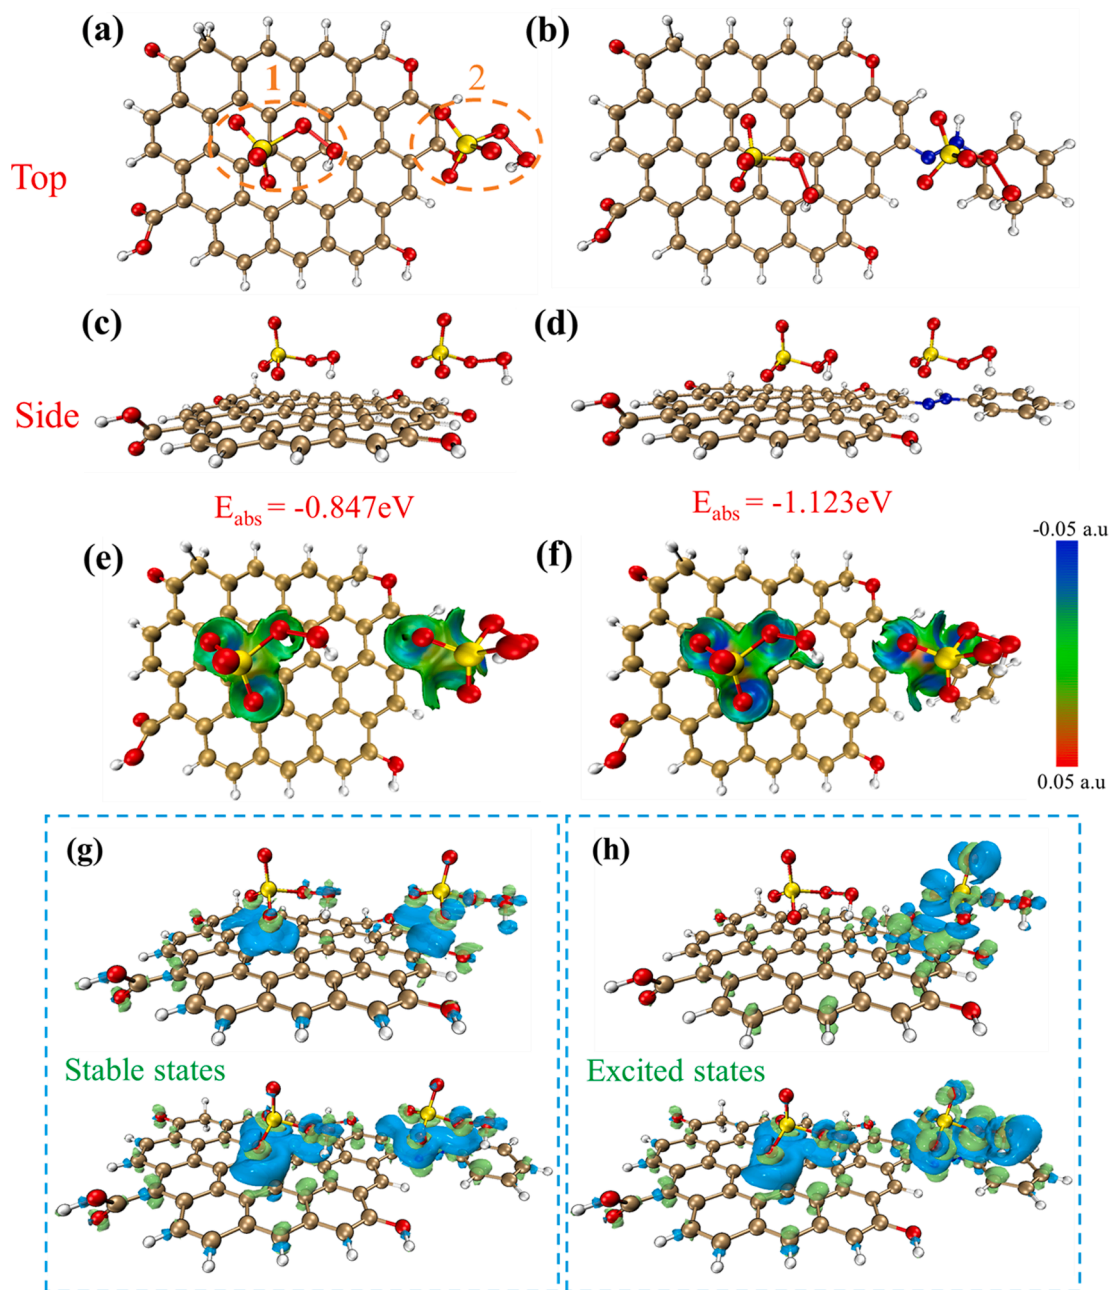 (a)
(b)
1
2
Top
(c)
(d)
Side
E_abs = -0.847eV
E_abs = -1.123eV
-0.05 a.u
(e)
(f)
0.05 a.u
(g)
(h)
Stable states
Excited states